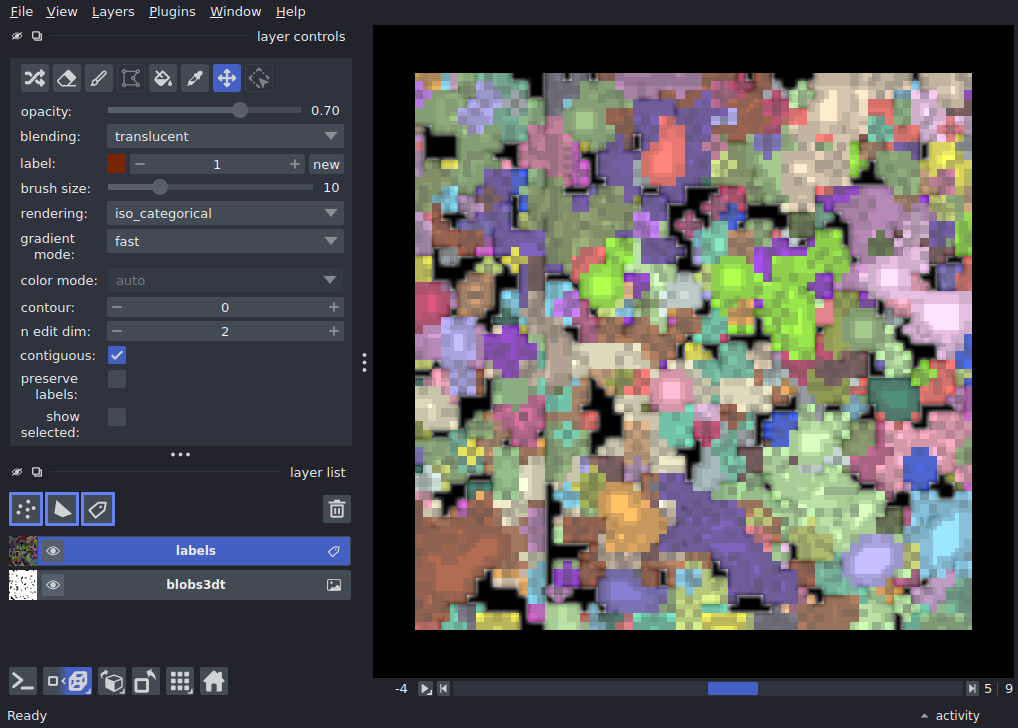 File View Layers Plugins Window Help
layer controls
opacity: 0.70
blending: translucent
label: 1 new
brush size: 10
rendering: iso_categorical
gradient mode: fast
color mode: auto
contour: 0
n edit dim: 2
contiguous:
preserve labels:
show selected:
layer list
labels
blobs3dt
-4 5 9
Ready activity